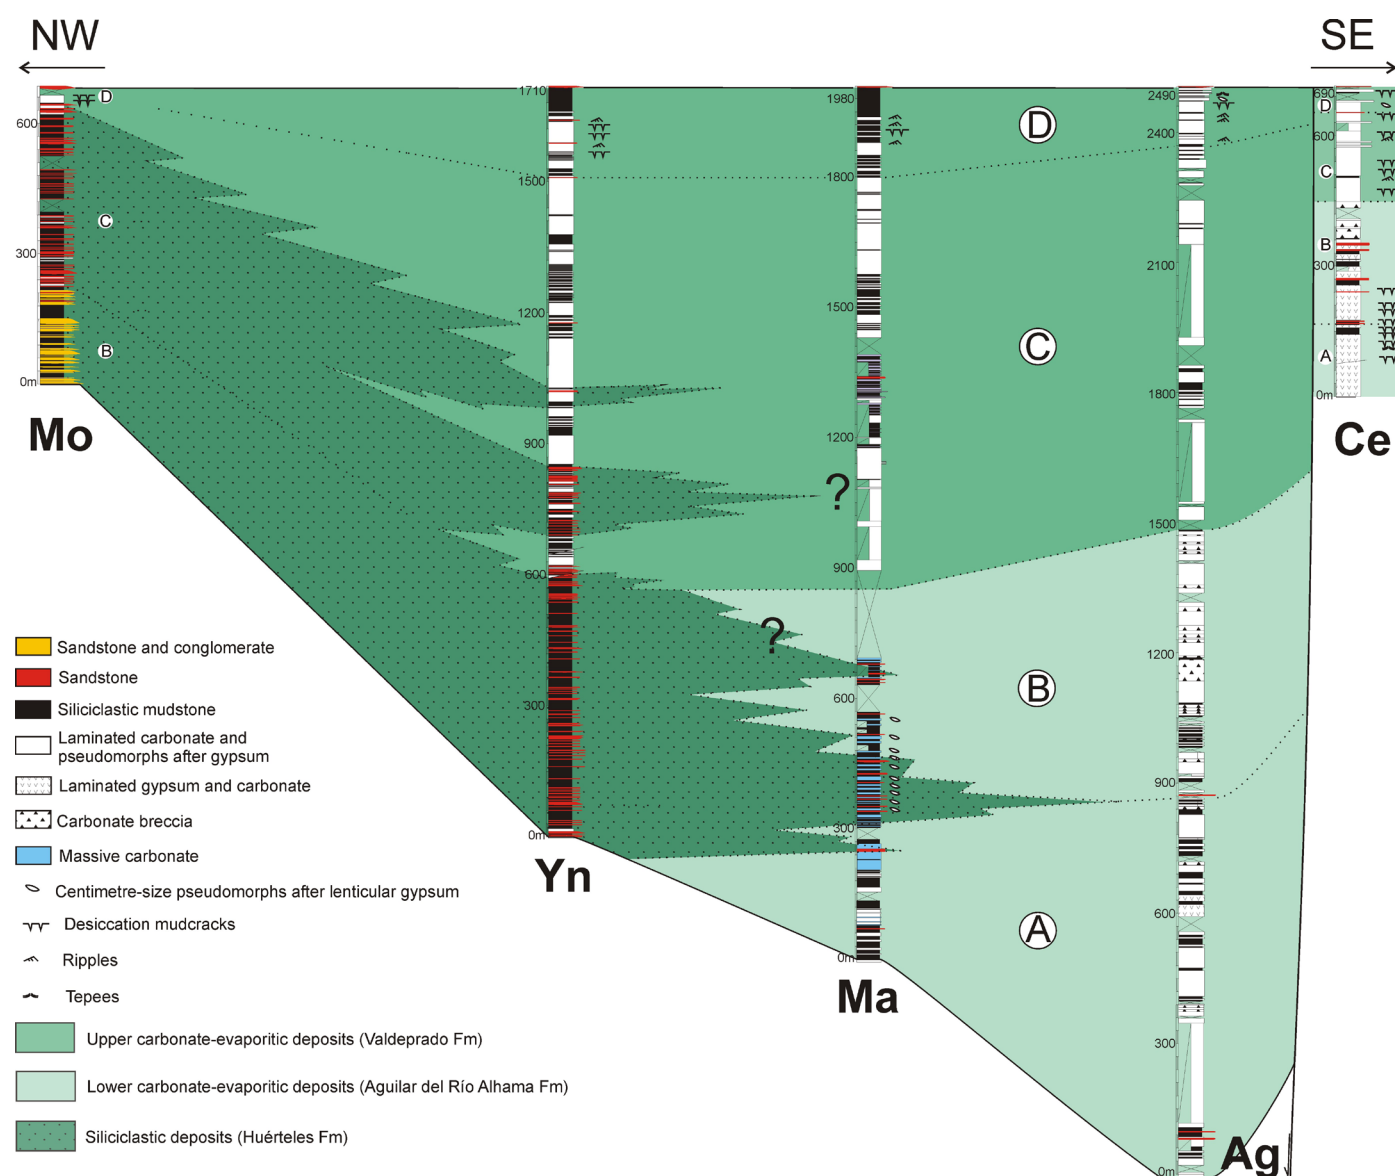 NW
SE
D
600
C
300
B
0m
Mo
1710
1500
1200
900
600
300
0m
Yn
1980
1800
1500
1200
?
900
?
600
300
0m
Ma
D
C
B
A
2490
2400
2100
1800
1500
1200
900
600
300
0m
Ag
690
D
600
C
B
300
A
0m
Ce
Sandstone and conglomerate
Sandstone
Siliciclastic mudstone
Laminated carbonate and
pseudomorphs after gypsum
Laminated gypsum and carbonate
Carbonate breccia
Massive carbonate
Centimetre-size pseudomorphs after lenticular gypsum
Desiccation mudcracks
Ripples
Tepees
Upper carbonate-evaporitic deposits (Valdeprado Fm)
Lower carbonate-evaporitic deposits (Aguilar del Río Alhama Fm)
Siliciclastic deposits (Huérteles Fm)